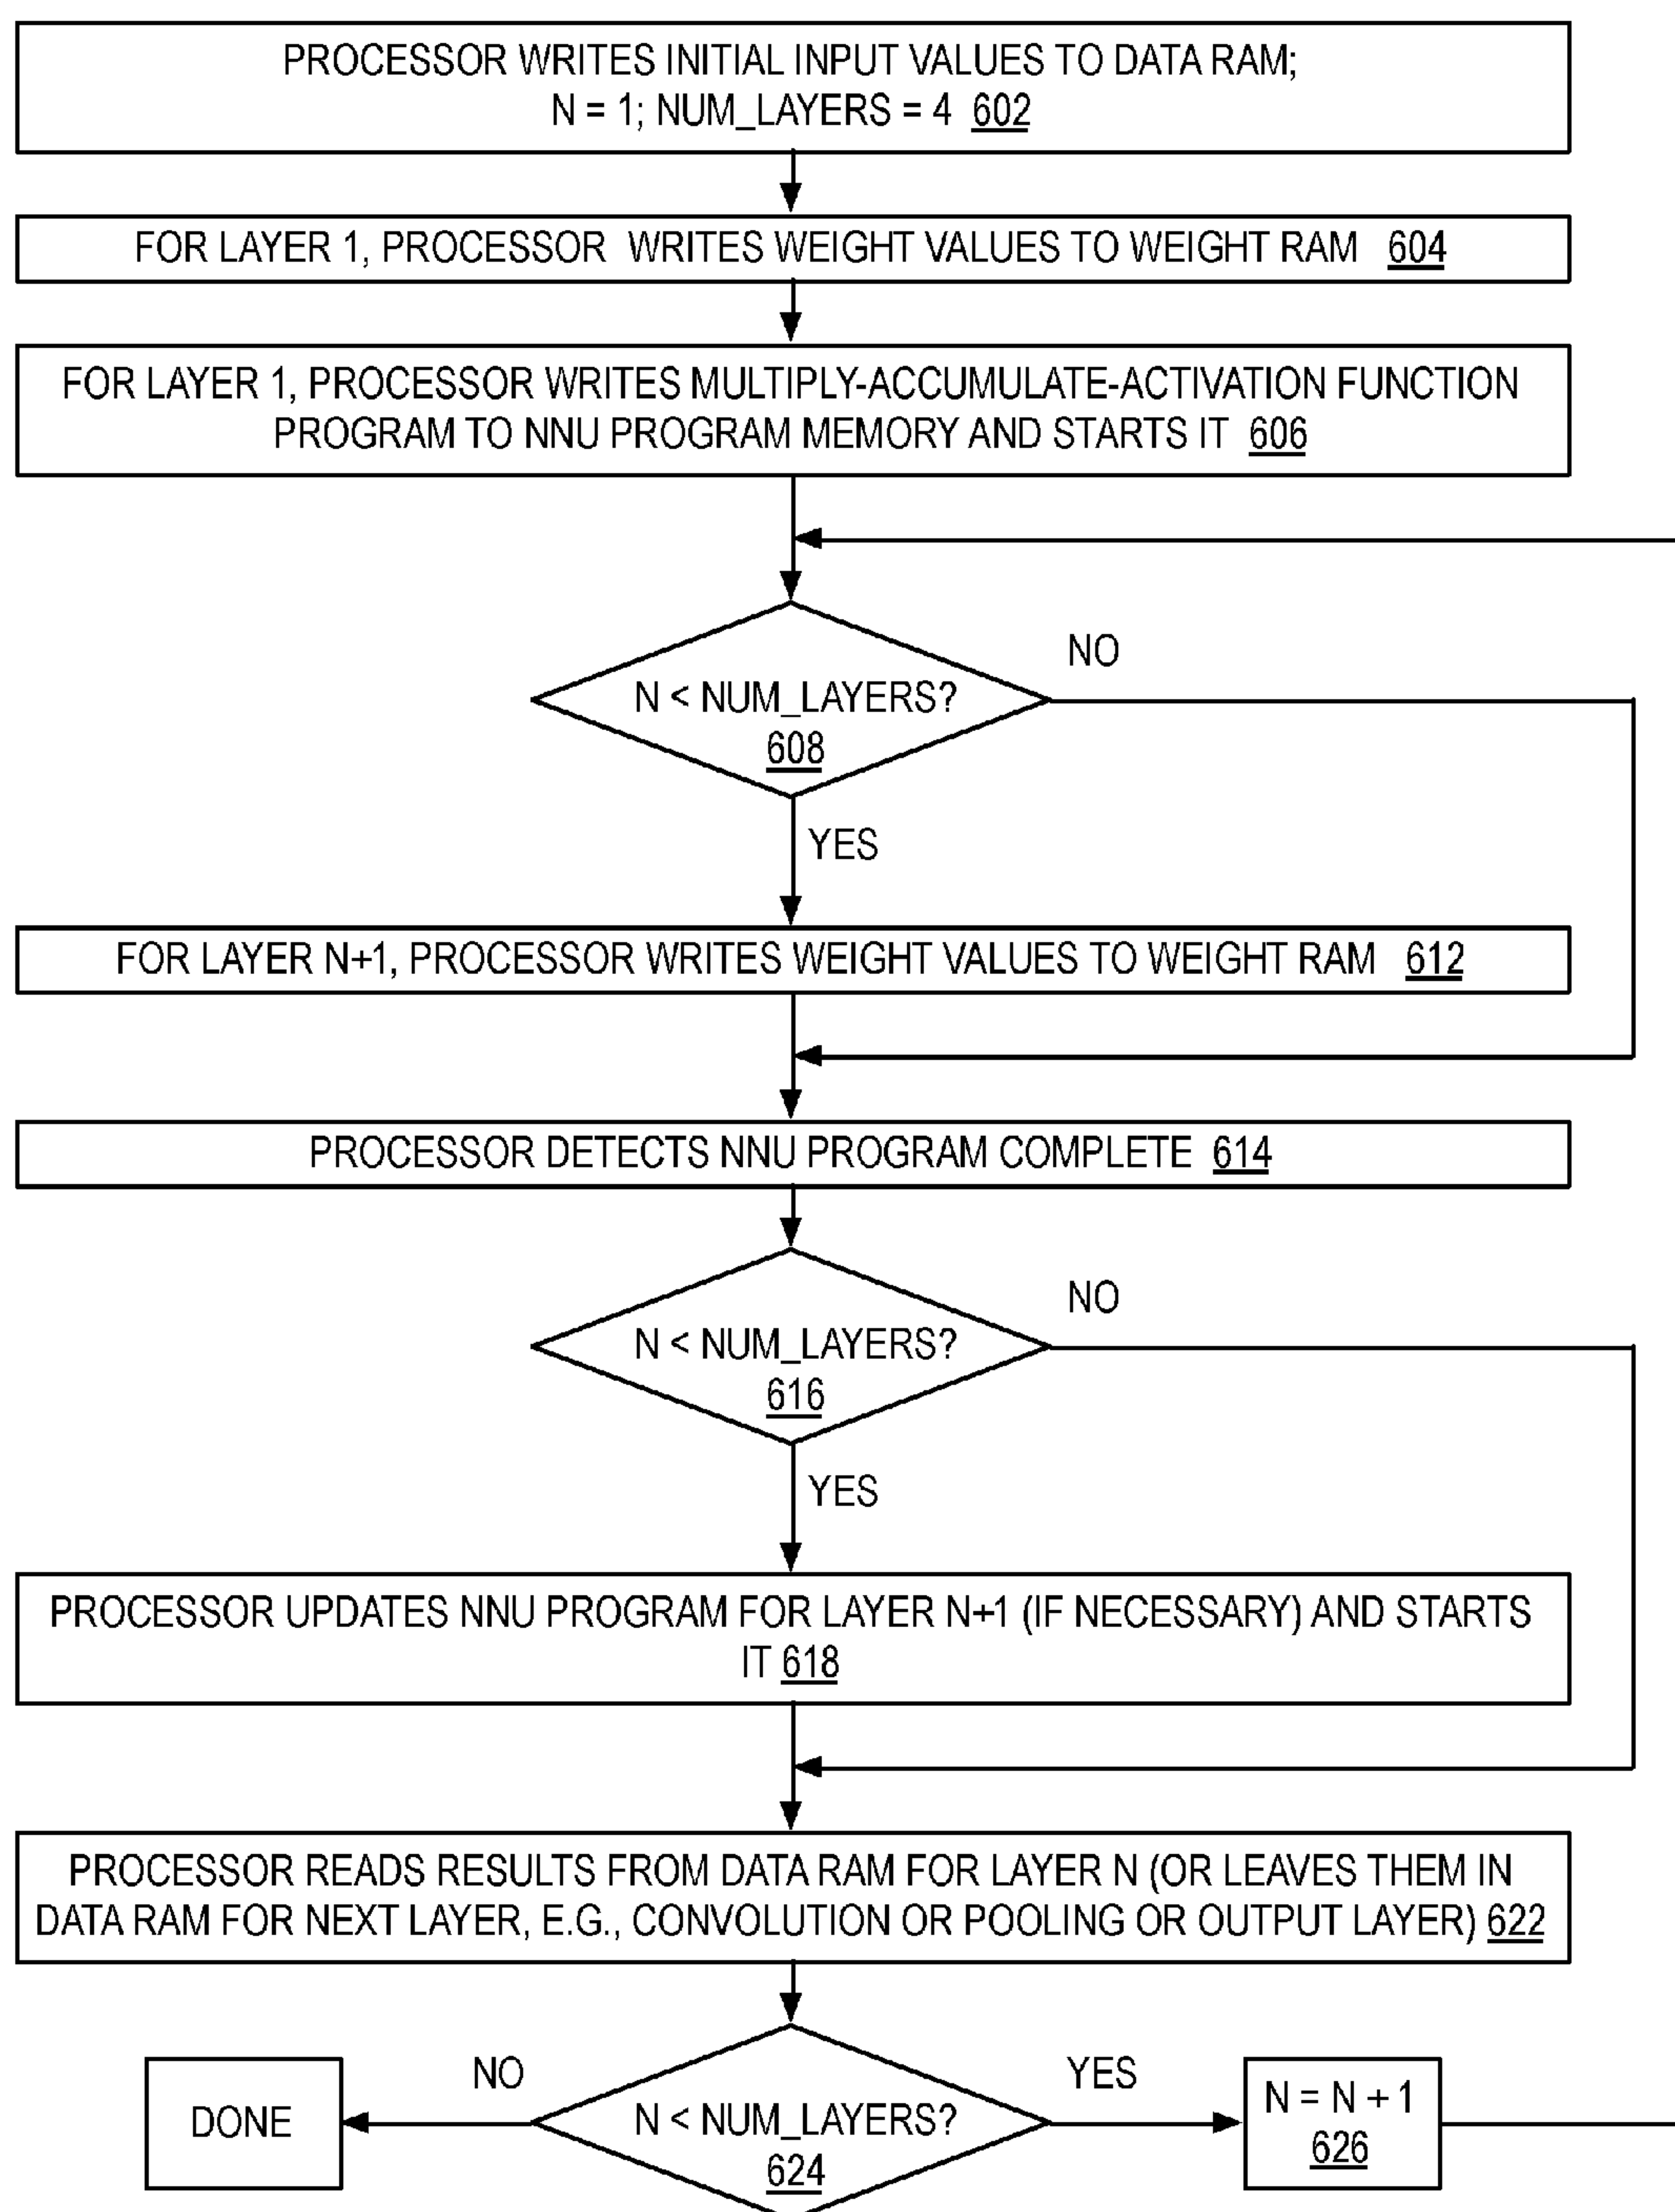 PROCESSOR WRITES INITIAL INPUT VALUES TO DATA RAM;
N = 1; NUM_LAYERS = 4 602
FOR LAYER 1, PROCESSOR WRITES WEIGHT VALUES TO WEIGHT RAM 604
FOR LAYER 1, PROCESSOR WRITES MULTIPLY-ACCUMULATE-ACTIVATION FUNCTION
PROGRAM TO NNU PROGRAM MEMORY AND STARTS IT 606
NO
N < NUM_LAYERS?
608
YES
FOR LAYER N+1, PROCESSOR WRITES WEIGHT VALUES TO WEIGHT RAM 612
PROCESSOR DETECTS NNU PROGRAM COMPLETE 614
NO
N < NUM_LAYERS?
616
YES
PROCESSOR UPDATES NNU PROGRAM FOR LAYER N+1 (IF NECESSARY) AND STARTS
IT 618
PROCESSOR READS RESULTS FROM DATA RAM FOR LAYER N (OR LEAVES THEM IN
DATA RAM FOR NEXT LAYER, E.G., CONVOLUTION OR POOLING OR OUTPUT LAYER) 622
NO
YES
DONE
N < NUM_LAYERS?
624
N = N + 1
626